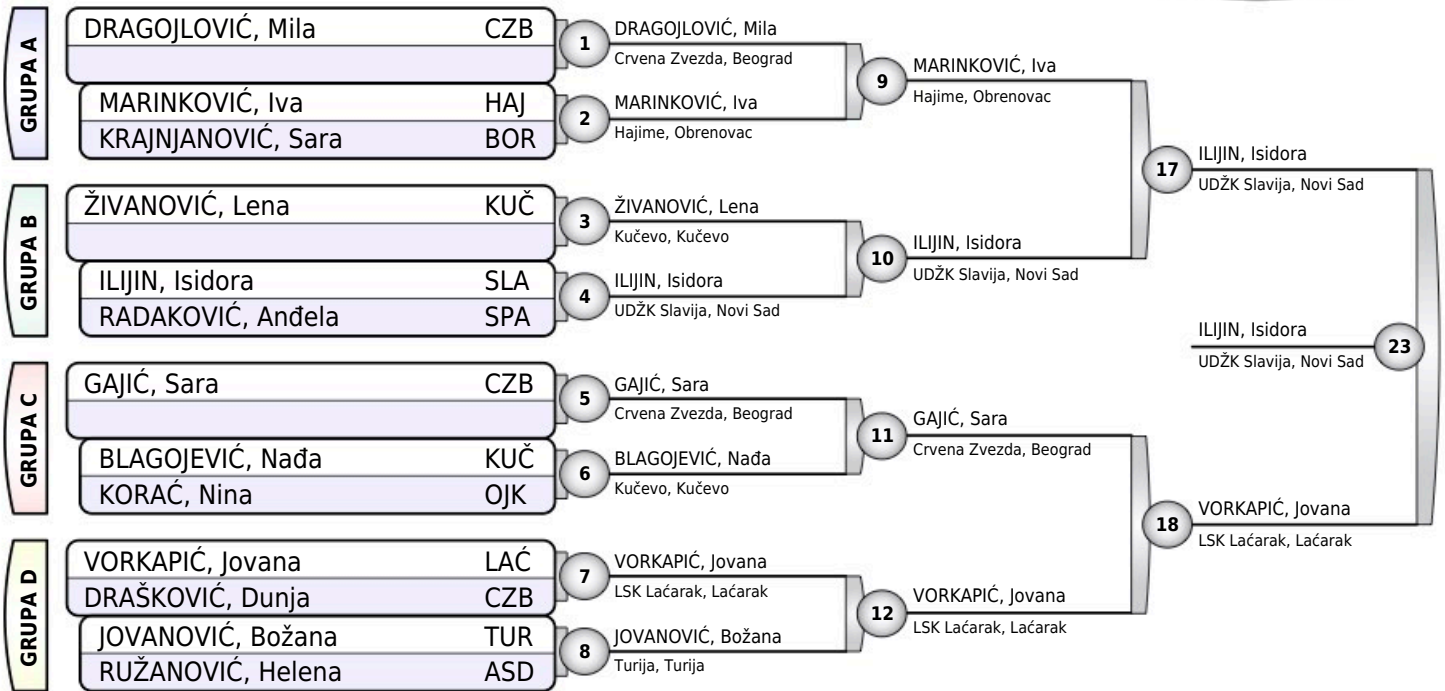 GRUPA A
DRAGOJLOVIĆ, Mila CZB
MARINKOVIĆ, Iva HAJ
KRAJNJANOVIĆ, Sara BOR
GRUPA B
ŽIVANOVIĆ, Lena KUČ
ILIJIN, Isidora SLA
RADAKOVIĆ, Anđela SPA
GRUPA C
GAJIĆ, Sara CZB
BLAGOJEVIĆ, Nađa KUČ
KORAĆ, Nina OJK
GRUPA D
VORKAPIĆ, Jovana LAĆ
DRAŠKOVIĆ, Dunja CZB
JOVANOVIĆ, Božana TUR
RUŽANOVIĆ, Helena ASD
1
DRAGOJLOVIĆ, Mila
Crvena Zvezda, Beograd
2
MARINKOVIĆ, Iva
Hajime, Obrenovac
3
ŽIVANOVIĆ, Lena
Kučevo, Kučevo
4
ILIJIN, Isidora
UDŽK Slavija, Novi Sad
5
GAJIĆ, Sara
Crvena Zvezda, Beograd
6
BLAGOJEVIĆ, Nađa
Kučevo, Kučevo
7
VORKAPIĆ, Jovana
LSK Laćarak, Laćarak
8
JOVANOVIĆ, Božana
Turija, Turija
9
MARINKOVIĆ, Iva
Hajime, Obrenovac
10
ILIJIN, Isidora
UDŽK Slavija, Novi Sad
11
GAJIĆ, Sara
Crvena Zvezda, Beograd
12
VORKAPIĆ, Jovana
LSK Laćarak, Laćarak
17
ILIJIN, Isidora
UDŽK Slavija, Novi Sad
18
VORKAPIĆ, Jovana
LSK Laćarak, Laćarak
ILIJIN, Isidora
UDŽK Slavija, Novi Sad
23